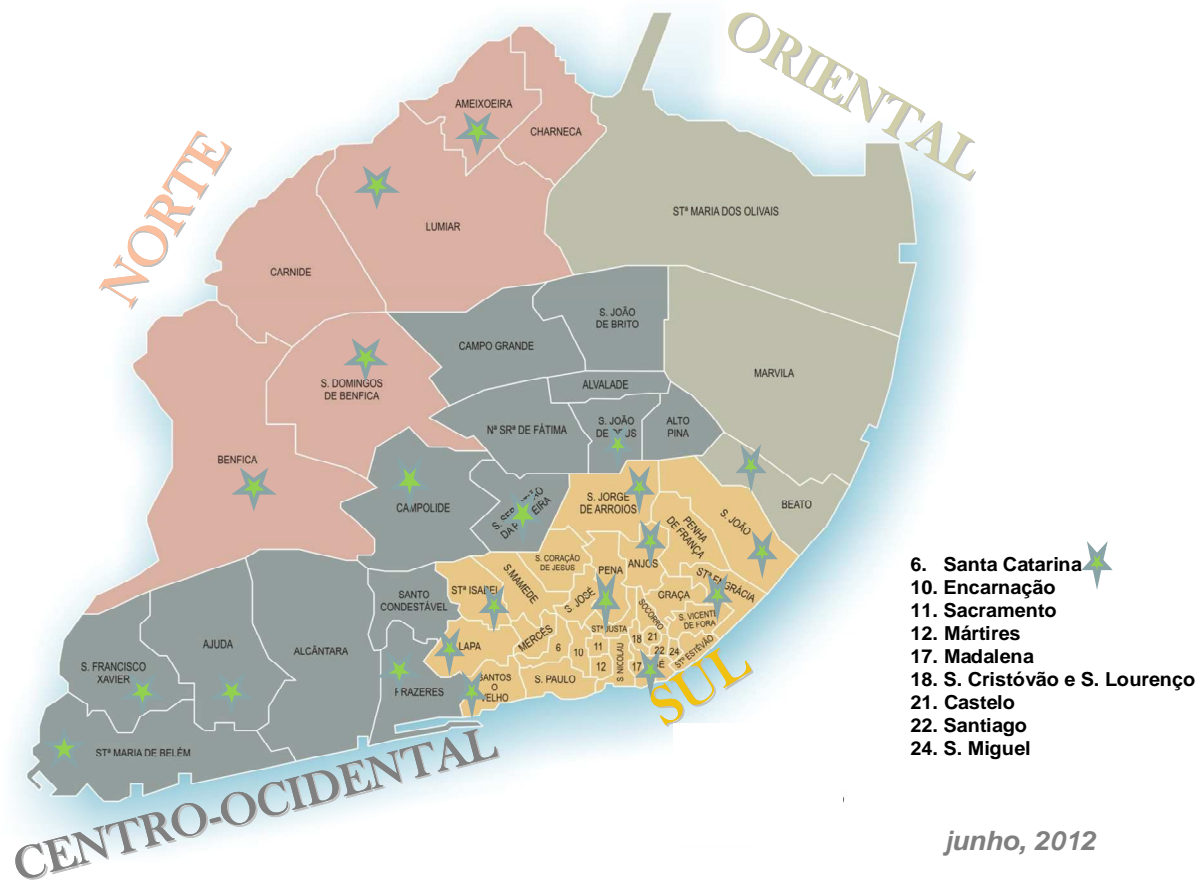 ORIENTAL
NORTE
AMEIXOEIRA
CHARNECA
STª MARIA DOS OLIVAIS
LUMIAR
CARNIDE
S. JOÃO
DE BRITO
CAMPO GRANDE
MARVILA
S. DOMINGOS
DE BENFICA
ALVALADE
Nª SRª DE FÁTIMA
S. JOÃO
ALTO
PINA
BENFICA
CAMPOLIDE
S. JORGE
DE ARROIOS
BEATO
S. JOÃO
PENHA
DE FRANÇA
S. CORAÇÃO
DE JESUS
PENA
ANJOS
S. MAMEDE
STª ISABEL
S. JOSÉ
STª ENGRÁCIA
GRAÇA
SANTO
CONDESTÁVEL
SOCORRO
S. VICENTE
DE FORA
MERCÊS
STª JUSTA
AJUDA
ALCÂNTARA
LAPA
6
10
11
12
S. NICOLAU
18
21
17
22
24
STº ESTÊVÃO
S. FRANCISCO
XAVIER
S. PAULO
O
STª MARIA DE BELÉM
SUL
CENTRO-OCIDENTAL
6. Santa Catarina
10. Encarnação
11. Sacramento
12. Mártires
17. Madalena
18. S. Cristóvão e S. Lourenço
21. Castelo
22. Santiago
24. S. Miguel
junho, 2012